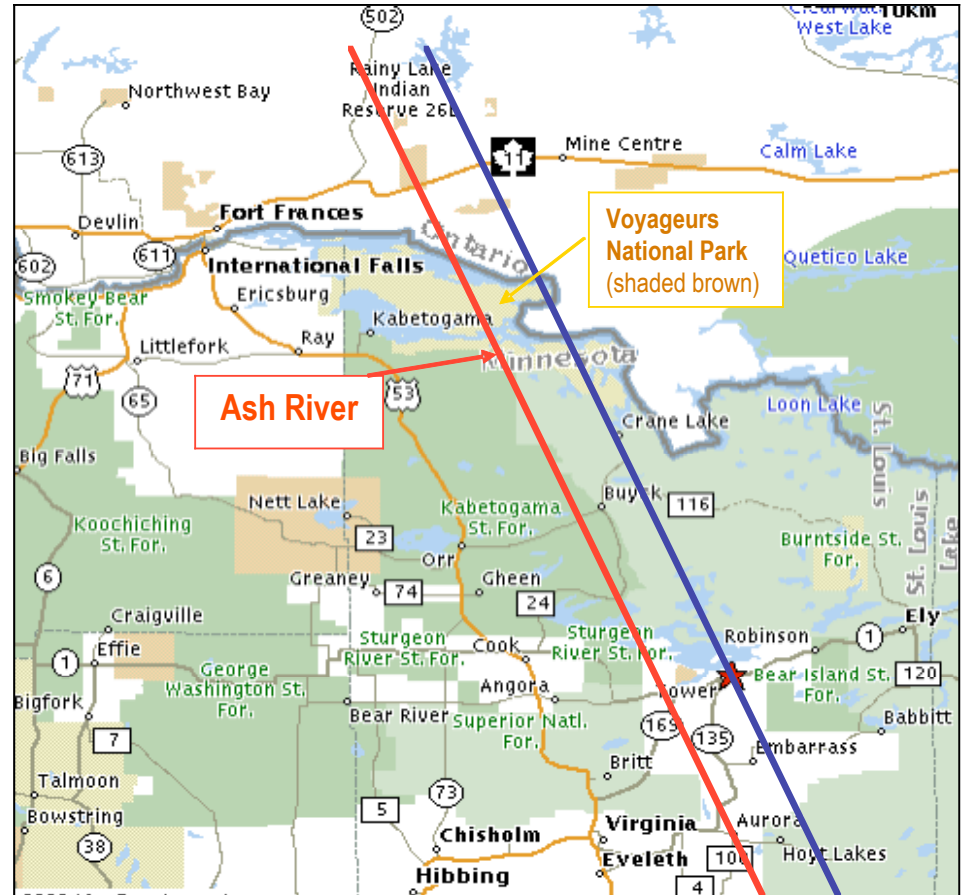 502
10km
West Lake
Rainy Lake
Indian
Reserve 26
Northwest Bay
11
Mine Centre
Calm Lake
613
Devlin
Fort Frances
Ontario
Voyageurs
National Park
(shaded brown)
602
611
International Falls
Quetico Lake
Smokey Bear
St. For.
Ericsburg
Kabetogama
Littlefork
Ray
Minnesota
71
65
Ash River
53
Loon Lake
Crane Lake
St. Louis
Big Falls
Nett Lake
Buyck
116
St. Louis
Lake
Koochiching
St. For.
23
Kabetogama
St. For.
Burntside St.
For.
Orr
6
Greaney
74
Gheen
24
Craigville
Ely
Effie
Sturgeon
River St. For.
Cook
Sturgeon
River St. For.
Robinson
1
1
George
Washington St.
For.
Bear Island St.
For.
120
Angora
Tower
Bigfork
Bear River
Superior Natl.
For.
169
135
Babbitt
7
Embarrass
Britt
Talmoon
73
5
Bowstring
Virginia
Aurora
38
Chisholm
100
Hoyt Lakes
Eveleth
Hibbing
4